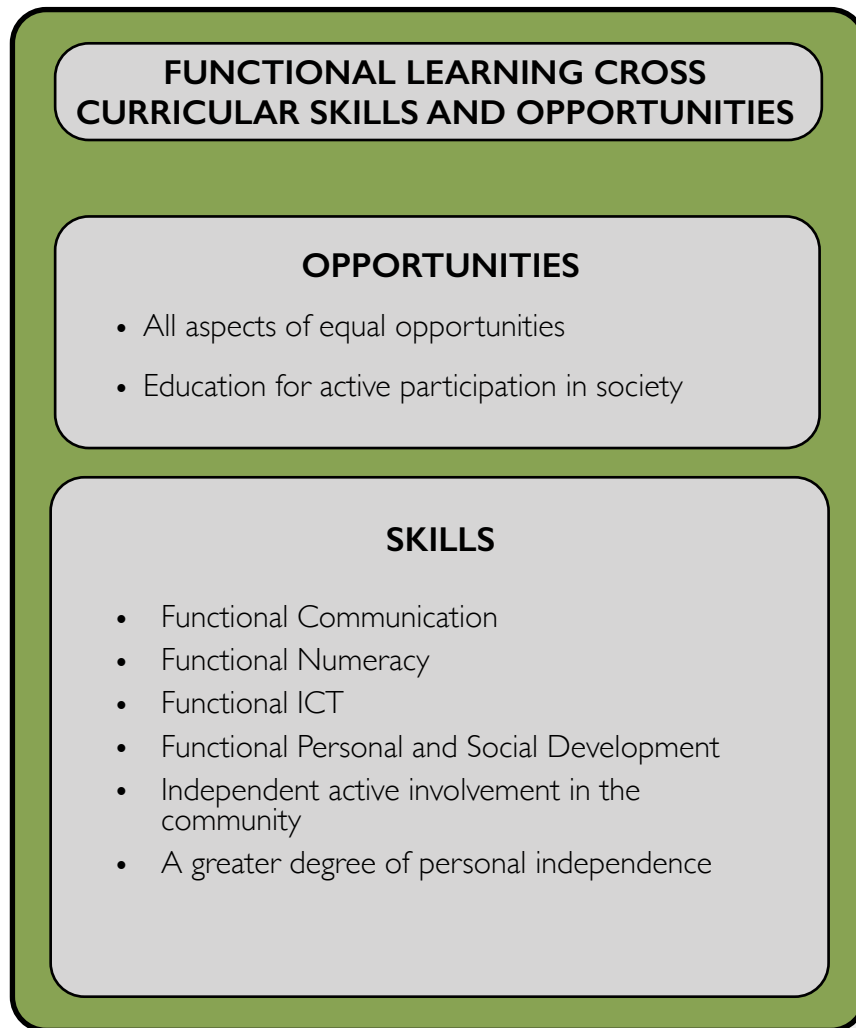 FUNCTIONAL LEARNING CROSS
CURRICULAR SKILLS AND OPPORTUNITIES
OPPORTUNITIES
• All aspects of equal opportunities
• Education for active participation in society
SKILLS
• Functional Communication
• Functional Numeracy
• Functional ICT
• Functional Personal and Social Development
• Independent active involvement in the
community
• A greater degree of personal independence